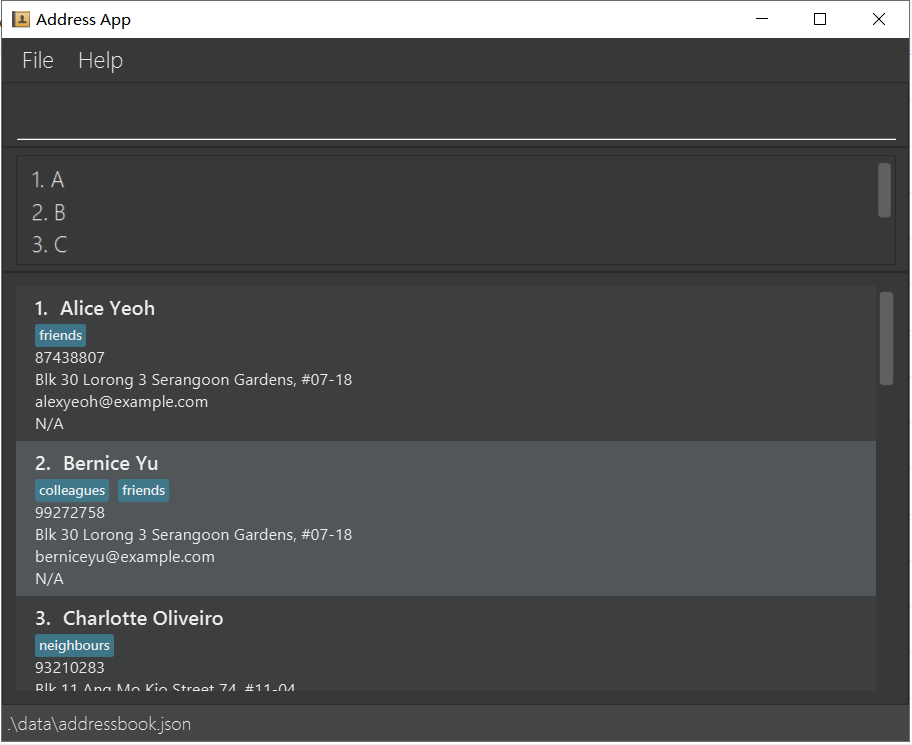 Address App
File Help
1. A
2. B
3. C
1. Alice Yeoh
friends
87438807
Blk 30 Lorong 3 Serangoon Gardens, #07-18
alexyeoh@example.com
N/A
2. Bernice Yu
colleagues friends
99272758
Blk 30 Lorong 3 Serangoon Gardens, #07-18
berniceyu@example.com
N/A
3. Charlotte Oliveiro
neighbours
93210283
Blk 11 Ang Mo Kio Street 74, #11-04
.\data\addressbook.json